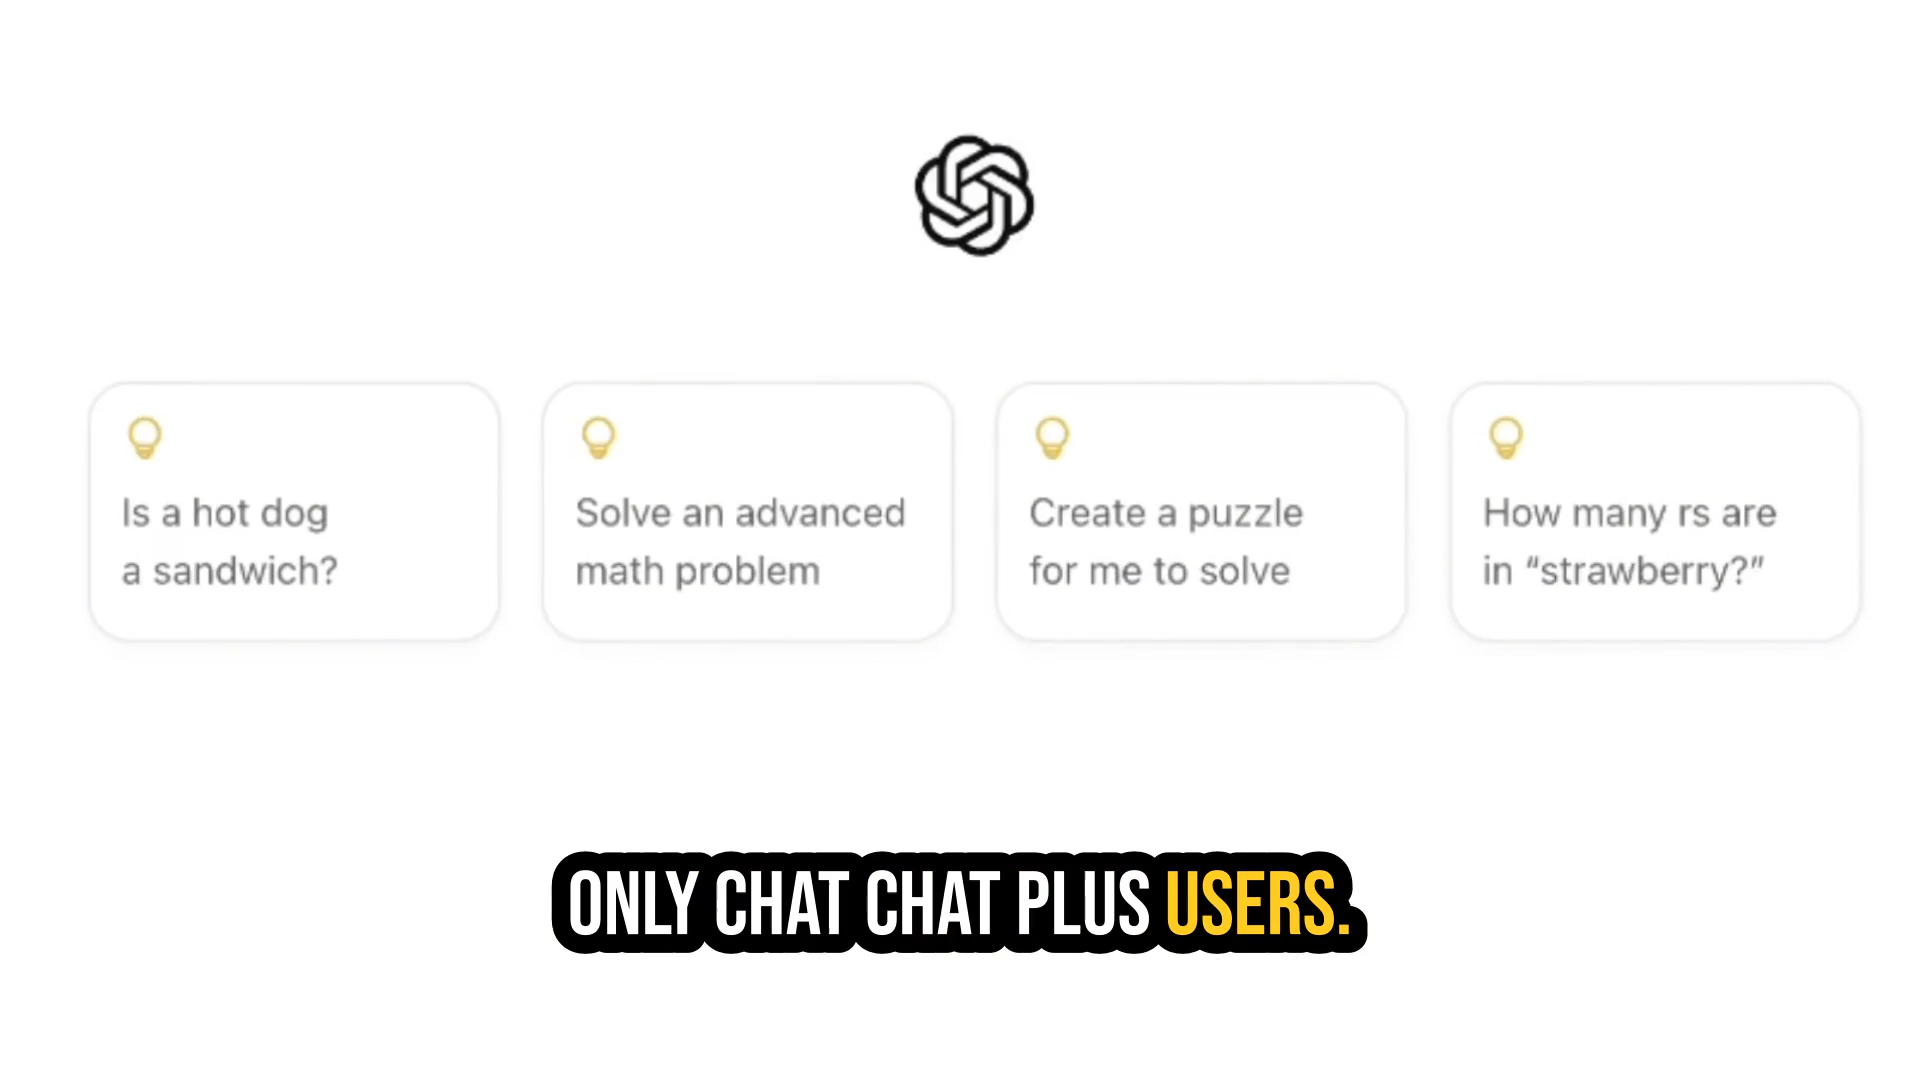 Is a hot dog
a sandwich?
Solve an advanced
math problem
Create a puzzle
for me to solve
How many rs are
in “strawberry?”
ONLY CHAT CHAT PLUS USERS.